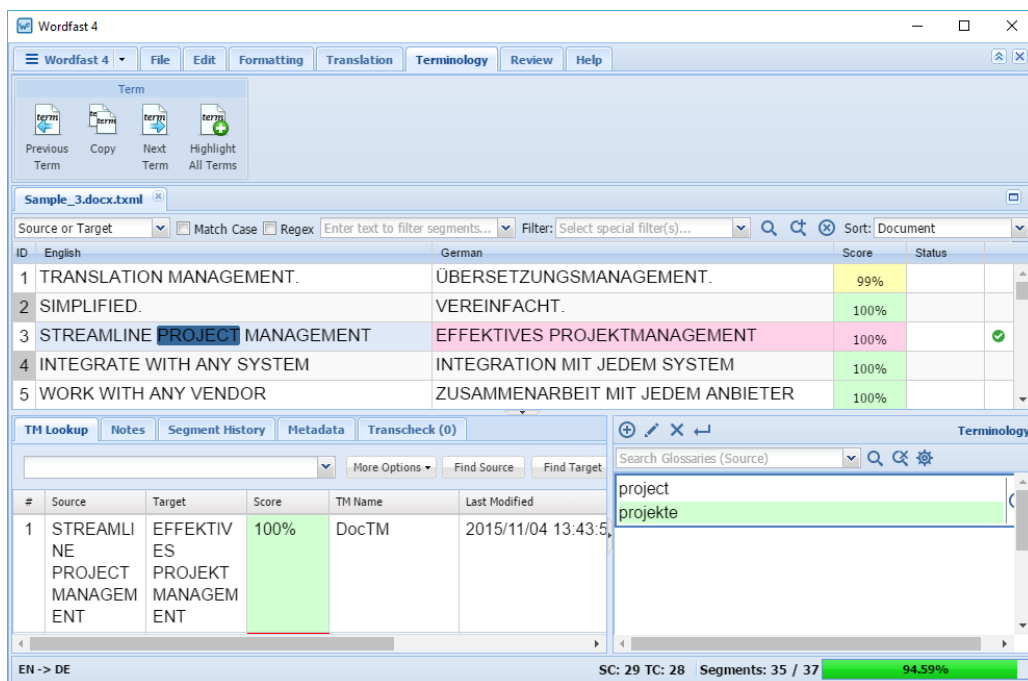 Wordfast 4
Wordfast 4 File Edit Formatting Translation Terminology Review Help
Term
term term term term
Previous Term Copy Next Term Highlight All Terms
Sample_3.docx.txml
Source or Target Match Case Regex Enter text to filter segments... Filter: Select special filter(s)... Sort: Document
ID English German Score Status
1 TRANSLATION MANAGEMENT. ÜBERSETZUNGSMANAGEMENT. 99%
2 SIMPLIFIED. VEREINFACHT. 100%
3 STREAMLINE PROJECT MANAGEMENT EFFEKTIVES PROJEKTMANAGEMENT 100%
4 INTEGRATE WITH ANY SYSTEM INTEGRATION MIT JEDEM SYSTEM 100%
5 WORK WITH ANY VENDOR ZUSAMMENARBEIT MIT JEDEM ANBIETER 100%
TM Lookup Notes Segment History Metadata Transcheck (0)
More Options Find Source Find Target
# Source Target Score TM Name Last Modified
1 STREAMLI EFFEKTIV 100% DocTM 2015/11/04 13:43:5
NE ES
PROJECT PROJEKT
MANAGEM MANAGEM
ENT ENT
Terminology
Search Glossaries (Source)
project
projekte
EN -> DE SC: 29 TC: 28 Segments: 35 / 37 94.59%